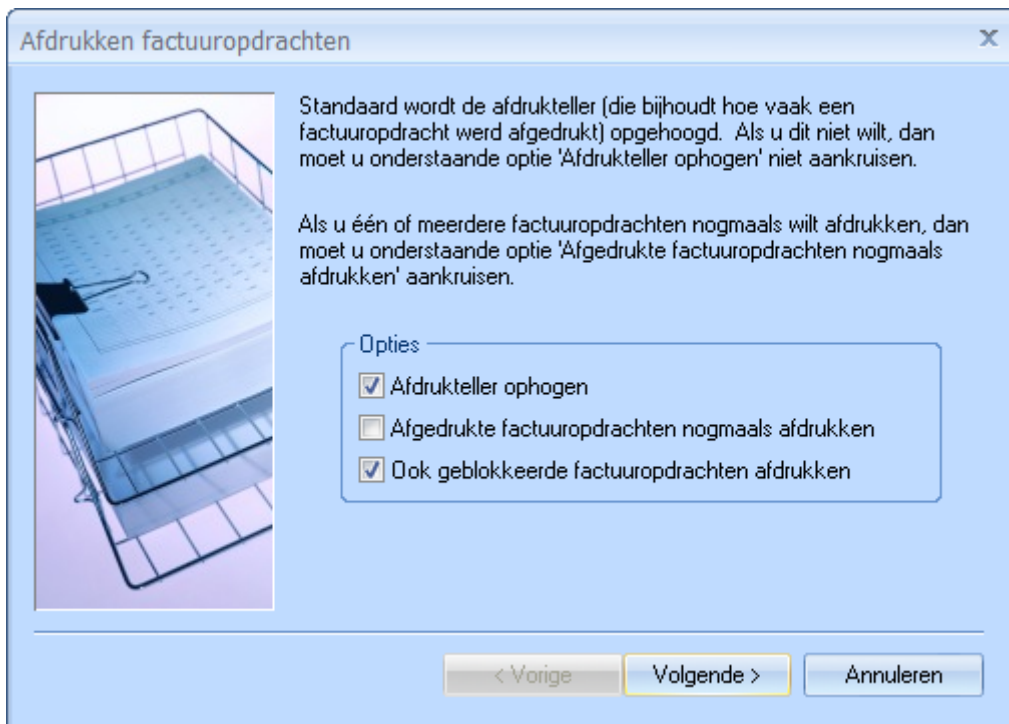 Afdrukken factuuropdrachten
Standaard wordt de afdrukteller (die bijhoudt hoe vaak een
factuuropdracht werd afgedrukt) opgehoogd.  Als u dit niet wilt, dan
moet u onderstaande optie 'Afdrukteller ophogen' niet aankruisen.
Als u één of meerdere factuuropdrachten nogmaals wilt afdrukken, dan
moet u onderstaande optie 'Afgedrukte factuuropdrachten nogmaals
afdrukken' aankruisen.
Opties
Afdrukteller ophogen
Afgedrukte factuuropdrachten nogmaals afdrukken
Ook geblokkeerde factuuropdrachten afdrukken
< Vorige
Volgende >
Annuleren